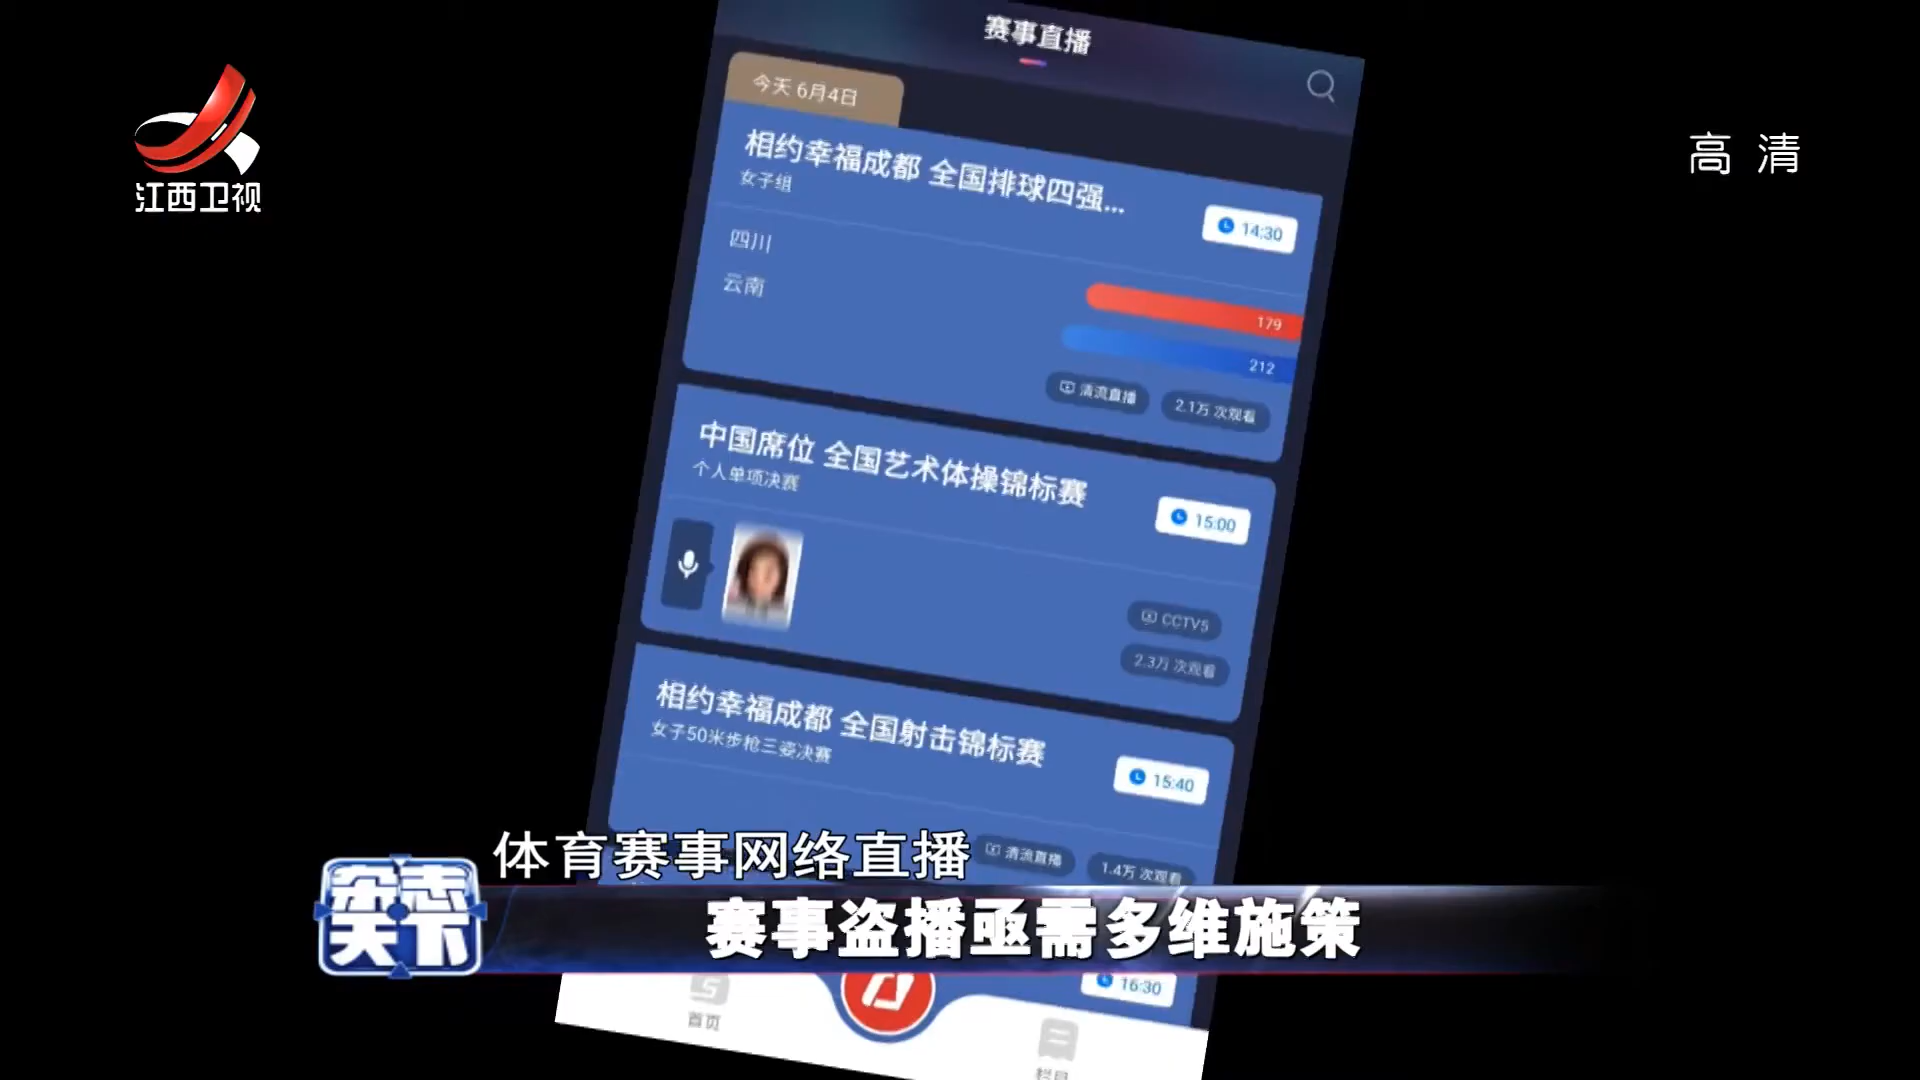 江西卫视
高清
赛事直播
今天 6月4日
相约幸福成都 全国排球四强...
女子组
14:30
四川
云南
179
212
清流直播
2.1万 次观看
中国席位 全国艺术体操锦标赛
个人单项决赛
15:00
CCTV5
2.3万 次观看
相约幸福成都 全国射击锦标赛
女子50米步枪三姿决赛
15:40
清流直播
1.4万 次观看
体育赛事网络直播
杂志天下
赛事盗播亟需多维施策
16:30
首页
栏目